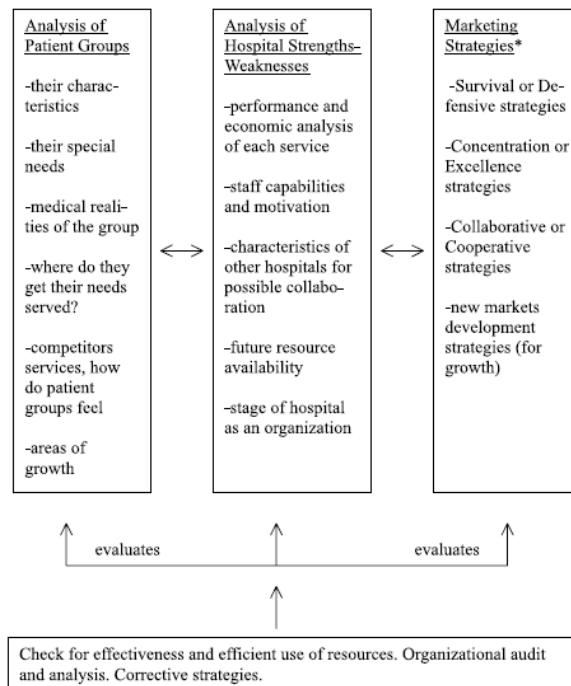 Analysis of
Patient Groups
-their charac-
teristics
-their special
needs
-medical reali-
ties of the group
-where do they
get their needs
served?
-competitors
services, how
do patient
groups feel
-areas of
growth
Analysis of
Hospital Strengths-
Weaknesses
-performance and
economic analysis
of each service
-staff capabilities
and motivation
-characteristics of
other hospitals for
possible collabo-
ration
-future resource
availability
-stage of hospital
as an organization
Marketing
Strategies*
-Survival or De-
fensive strategies
-Concentration or
Excellence
strategies
-Collaborative or
Cooperative
strategies
-new markets
development
strategies (for
growth)
evaluates
evaluates
Check for effectiveness and efficient use of resources. Organizational audit
and analysis. Corrective strategies.